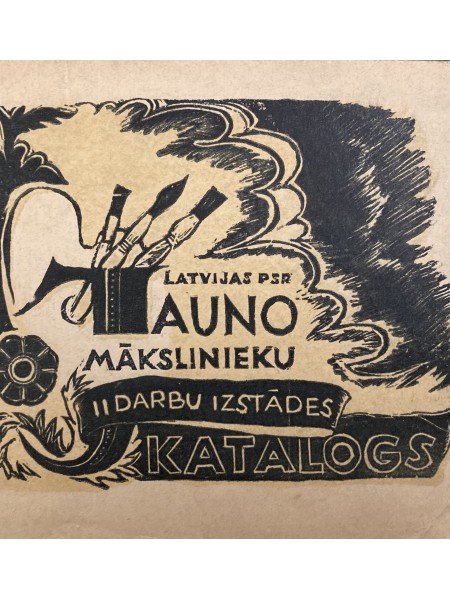 LATVIJAS PSR
JAUNO
MĀKSLINIEKU
II DARBU IZSTĀDES
KATALOGS